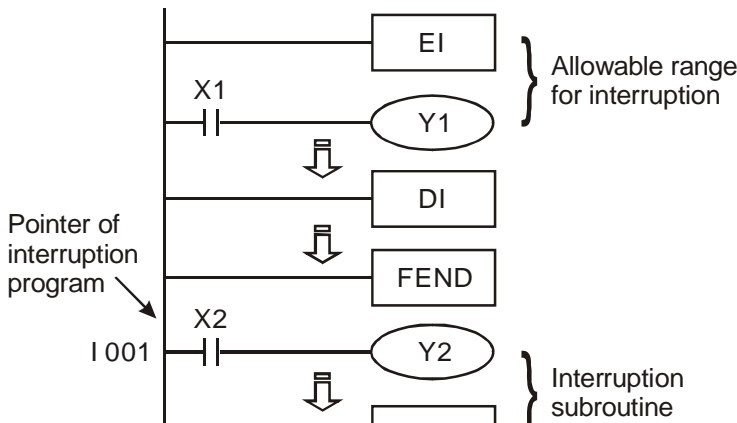 EI
Allowable range
for interruption
X1
Y1
DI
Pointer of
interruption
program
FEND
X2
I 001
Y2
Interruption
subroutine